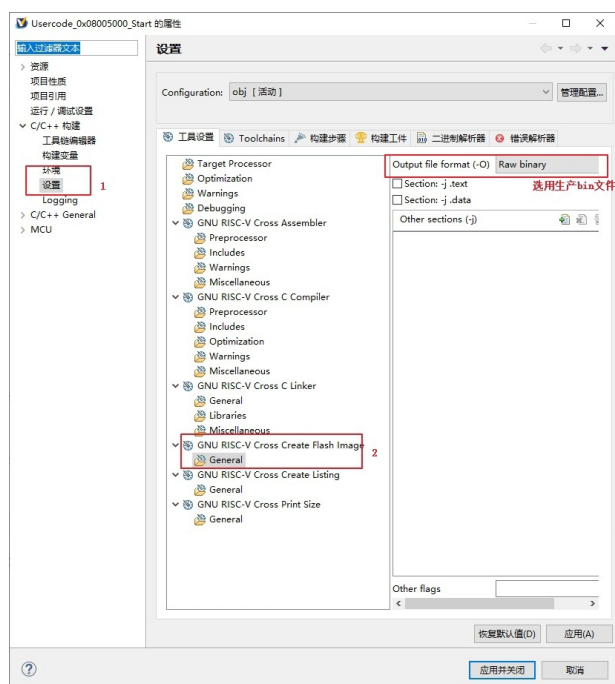 Usercode_0x08005000_Start 的属性
输入过滤器文本
设置
资源
项目性质
项目引用
运行 / 调试设置
C/C++ 构建
工具链编辑器
构建变量
环境
设置
1
Logging
C/C++ General
MCU
Configuration:
obj [ 活动 ]
管理配置...
工具设置
Toolchains
构建步骤
构建工件
二进制解析器
错误解析器
Target Processor
Optimization
Warnings
Debugging
GNU RISC-V Cross Assembler
Preprocessor
Includes
Warnings
Miscellaneous
GNU RISC-V Cross C Compiler
Preprocessor
Includes
Optimization
Warnings
Miscellaneous
GNU RISC-V Cross C Linker
General
Libraries
Miscellaneous
GNU RISC-V Cross Create Flash Image
General
2
GNU RISC-V Cross Create Listing
General
GNU RISC-V Cross Print Size
General
Output file format (-O)
Raw binary
Section: -j .text
选用生产bin文件
Section: -j .data
Other sections (-j)
Other flags
恢复默认值(D)
应用(A)
应用并关闭
取消